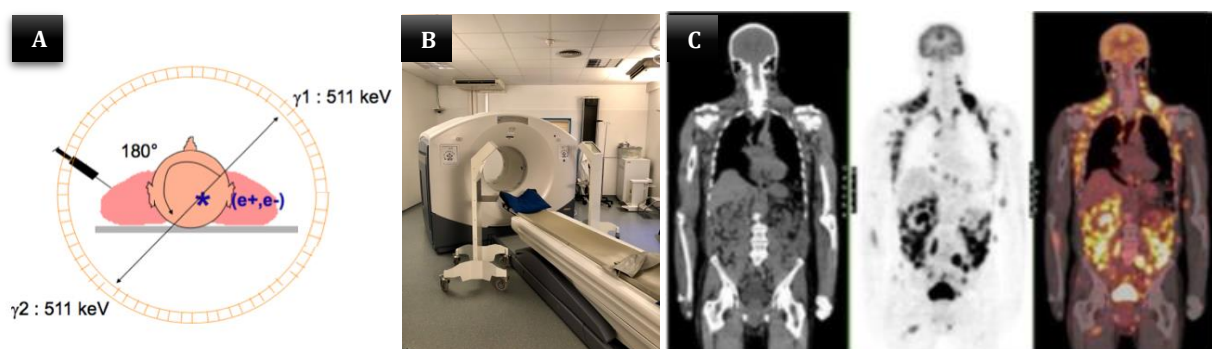 A
γ1 : 511 keV
180°
* (e+,e-)
γ2 : 511 keV
B
C